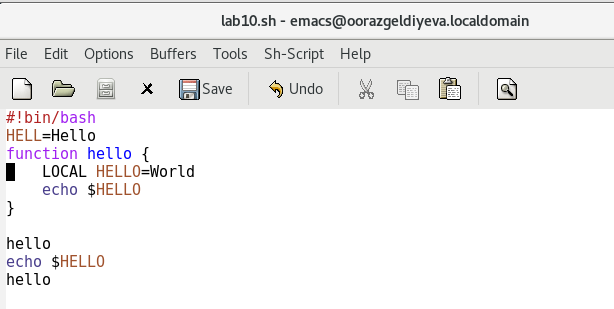 lab10.sh - emacs@oorazgeldiyeva.localdomain
File Edit Options Buffers Tools Sh-Script Help
Save Undo
#!bin/bash
HELL=Hello
function hello {
    LOCAL HELLO=World
    echo $HELLO
}
hello
echo $HELLO
hello